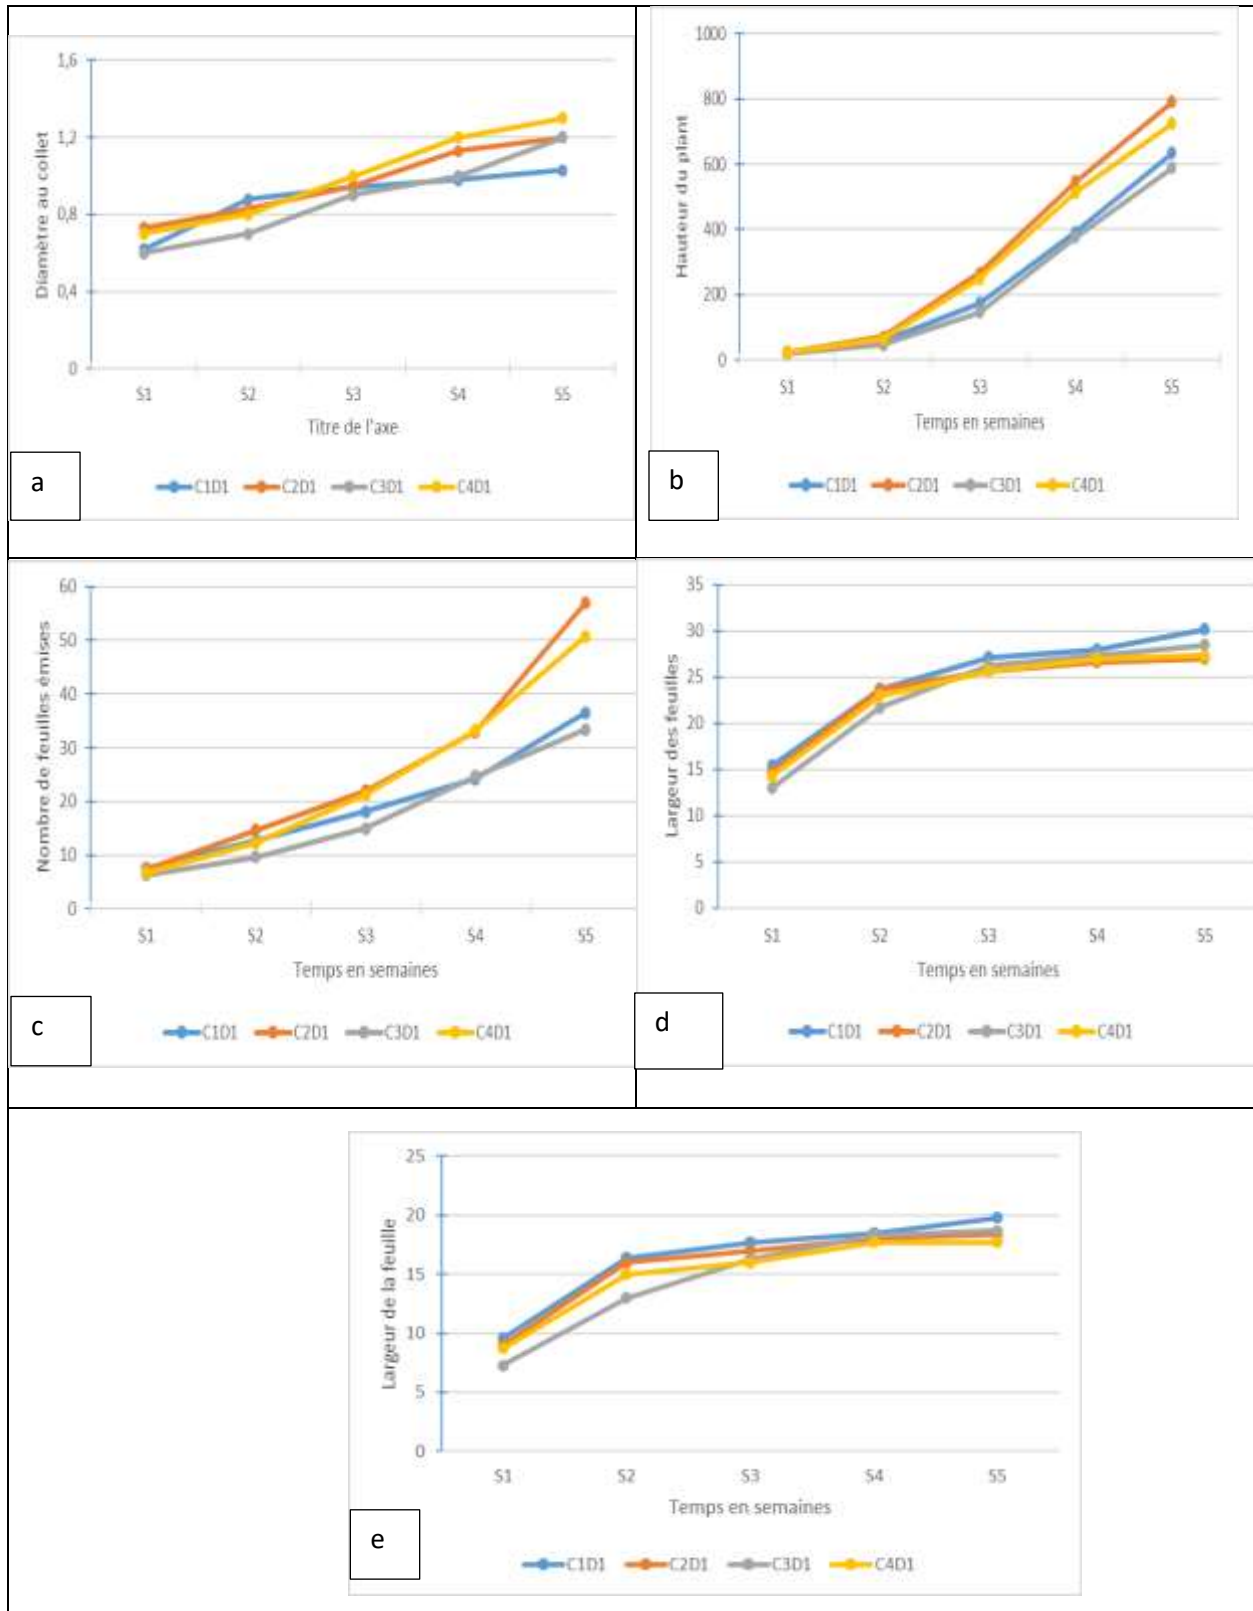 1,6
1,2
0,8
0,4
0
Diamètre au collet
S1 S2 S3 S4 S5
Titre de l'axe
a
C1D1 C2D1 C3D1 C4D1
1000
800
600
400
200
0
Hauteur du plant
S1 S2 S3 S4 S5
Temps en semaines
b
C1D1 C2D1 C3D1 C4D1
60
50
40
30
20
10
0
Nombre de feuilles émises
S1 S2 S3 S4 S5
Temps en semaines
c
C1D1 C2D1 C3D1 C4D1
35
30
25
20
15
10
5
0
Largeur des feuilles
S1 S2 S3 S4 S5
Temps en semaines
d
C1D1 C2D1 C3D1 C4D1
25
20
15
10
5
0
Largeur de la feuille
S1 S2 S3 S4 S5
Temps en semaines
e
C1D1 C2D1 C3D1 C4D1